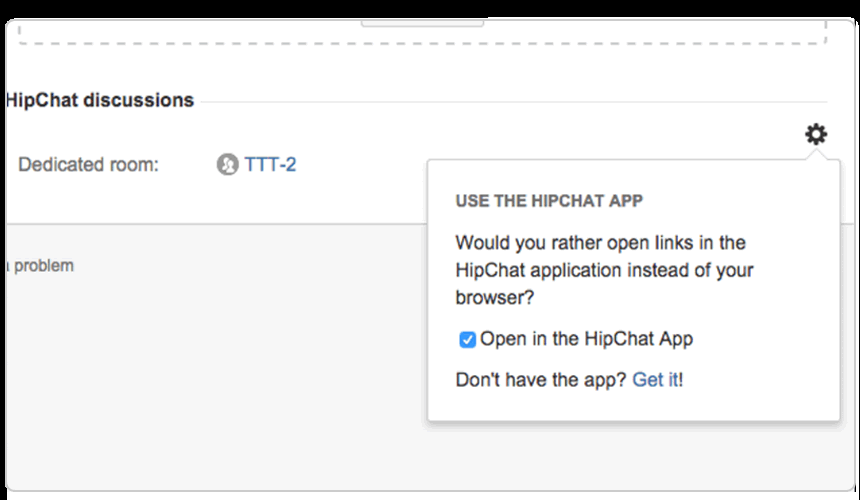 HipChat discussions
Dedicated room: TTT-2
USE THE HIPCHAT APP
Would you rather open links in the
HipChat application instead of your
browser?
Open in the HipChat App
Don't have the app? Get it!
a problem